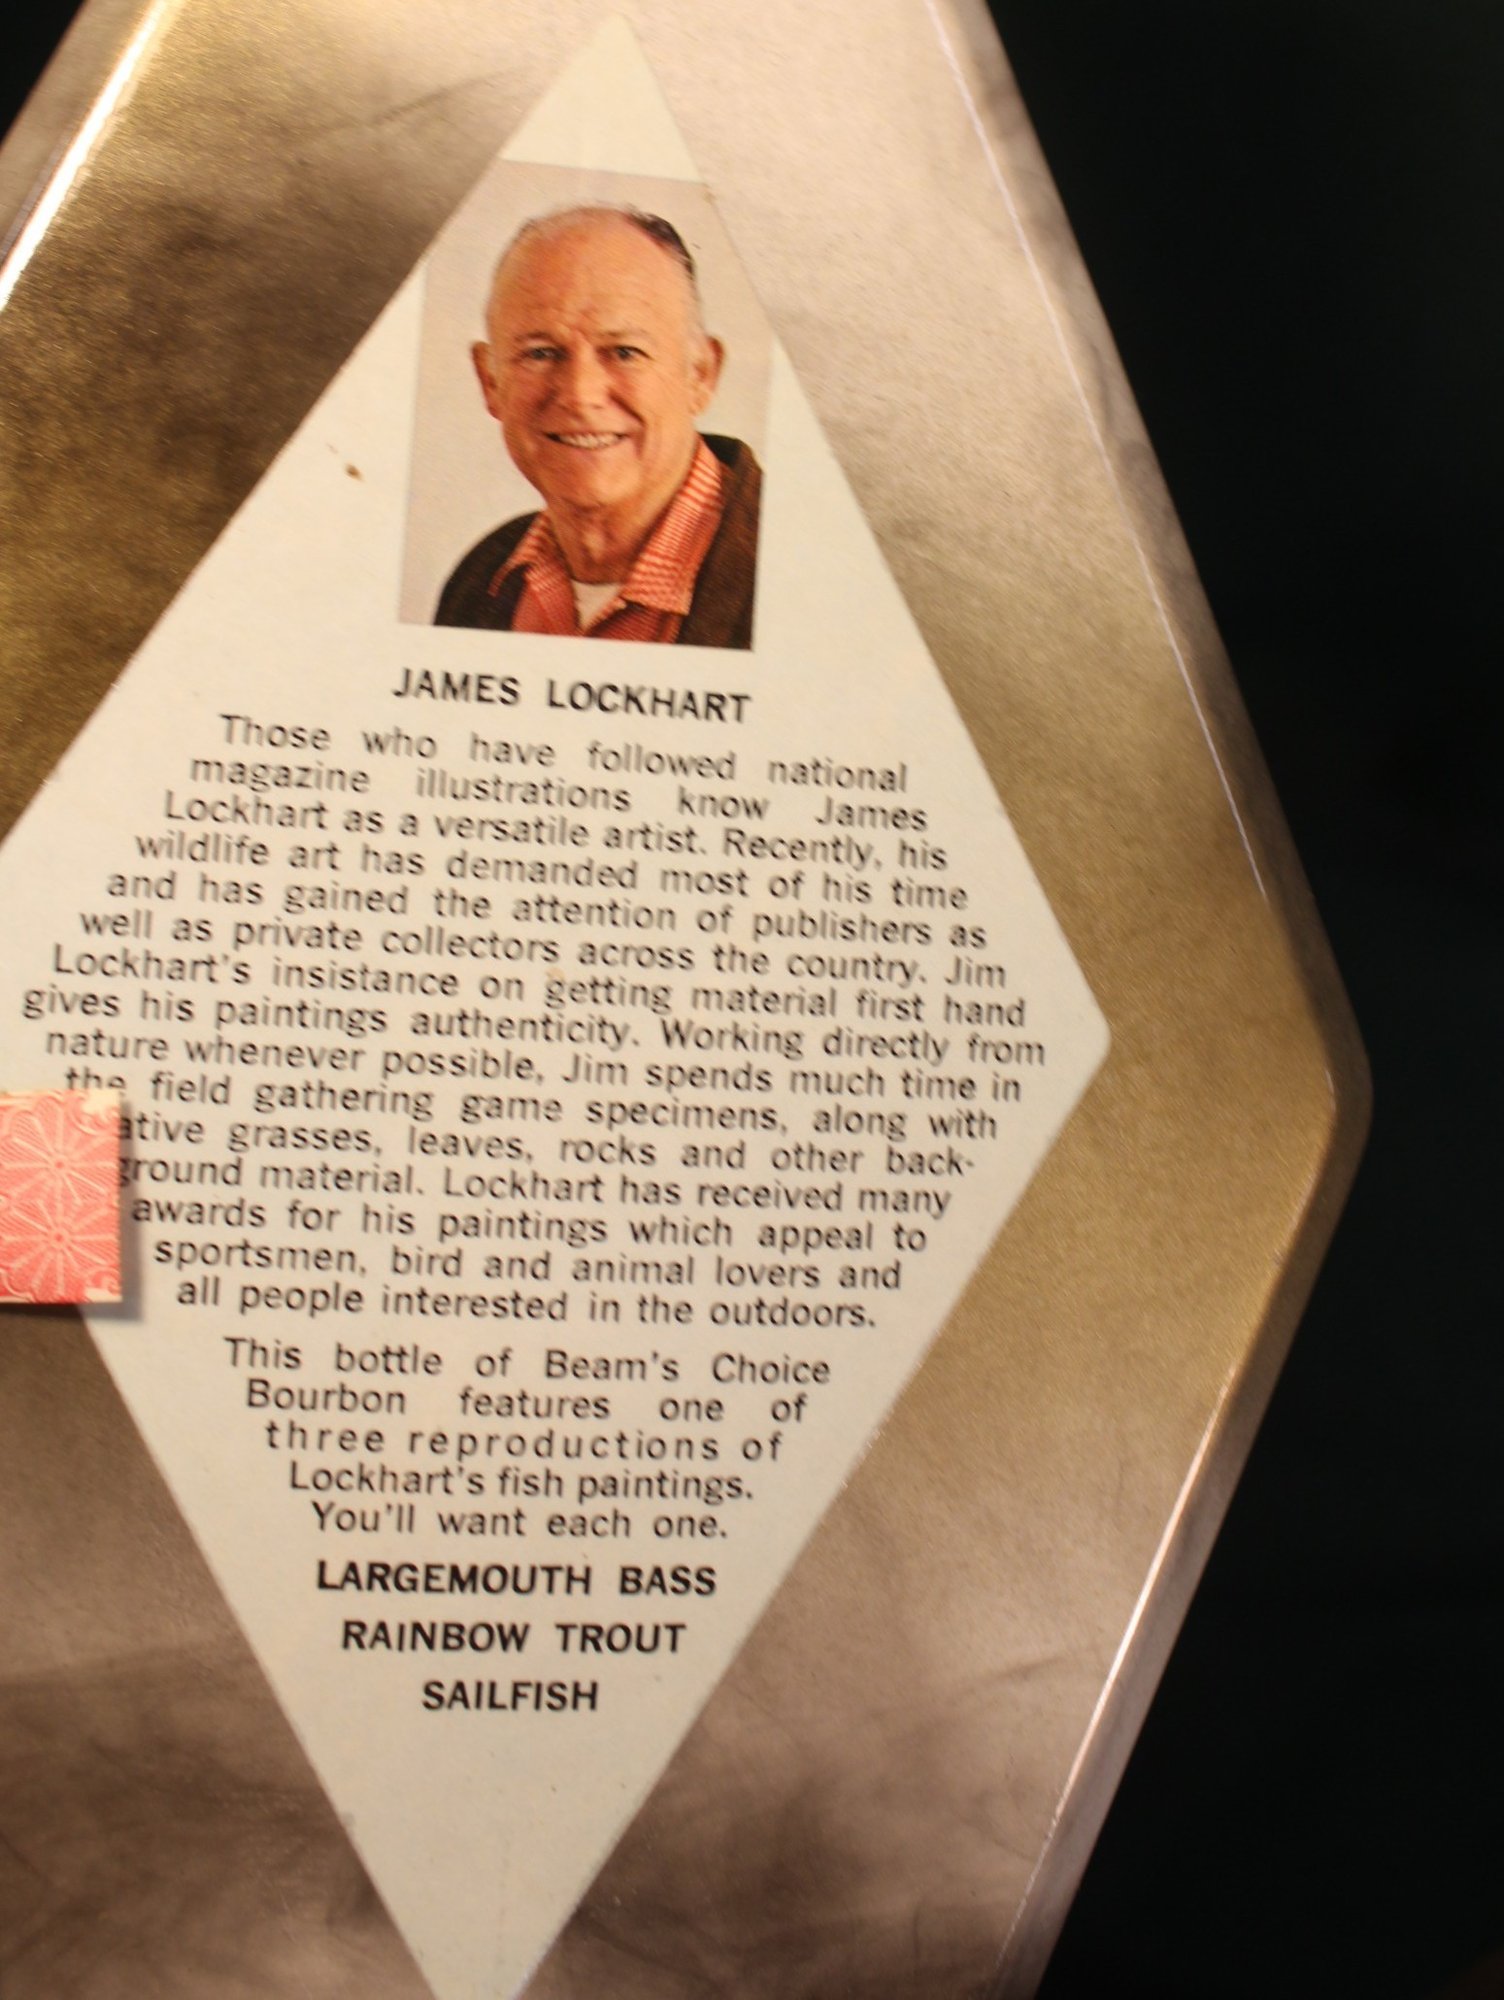 JAMES LOCKHART
Those who have followed national
magazine illustrations know James
Lockhart as a versatile artist. Recently, his
wildlife art has demanded most of his time
and has gained the attention of publishers as
well as private collectors across the country. Jim
Lockhart's insistance on getting material first hand
gives his paintings authenticity. Working directly from
nature whenever possible, Jim spends much time in
the field gathering game specimens, along with
ative grasses, leaves, rocks and other back-
ground material. Lockhart has received many
awards for his paintings which appeal to
sportsmen, bird and animal lovers and
all people interested in the outdoors.
This bottle of Beam's Choice
Bourbon features one of
three reproductions of
Lockhart's fish paintings.
You'll want each one.
LARGEMOUTH BASS
RAINBOW TROUT
SAILFISH